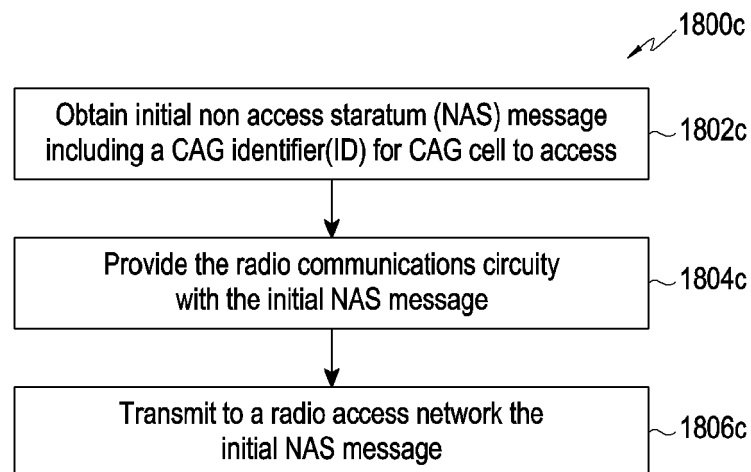 1800c
Obtain initial non access staratum (NAS) message
including a CAG identifier(ID) for CAG cell to access
1802c
Provide the radio communications circuity
with the initial NAS message
1804c
Transmit to a radio access network the
initial NAS message
1806c